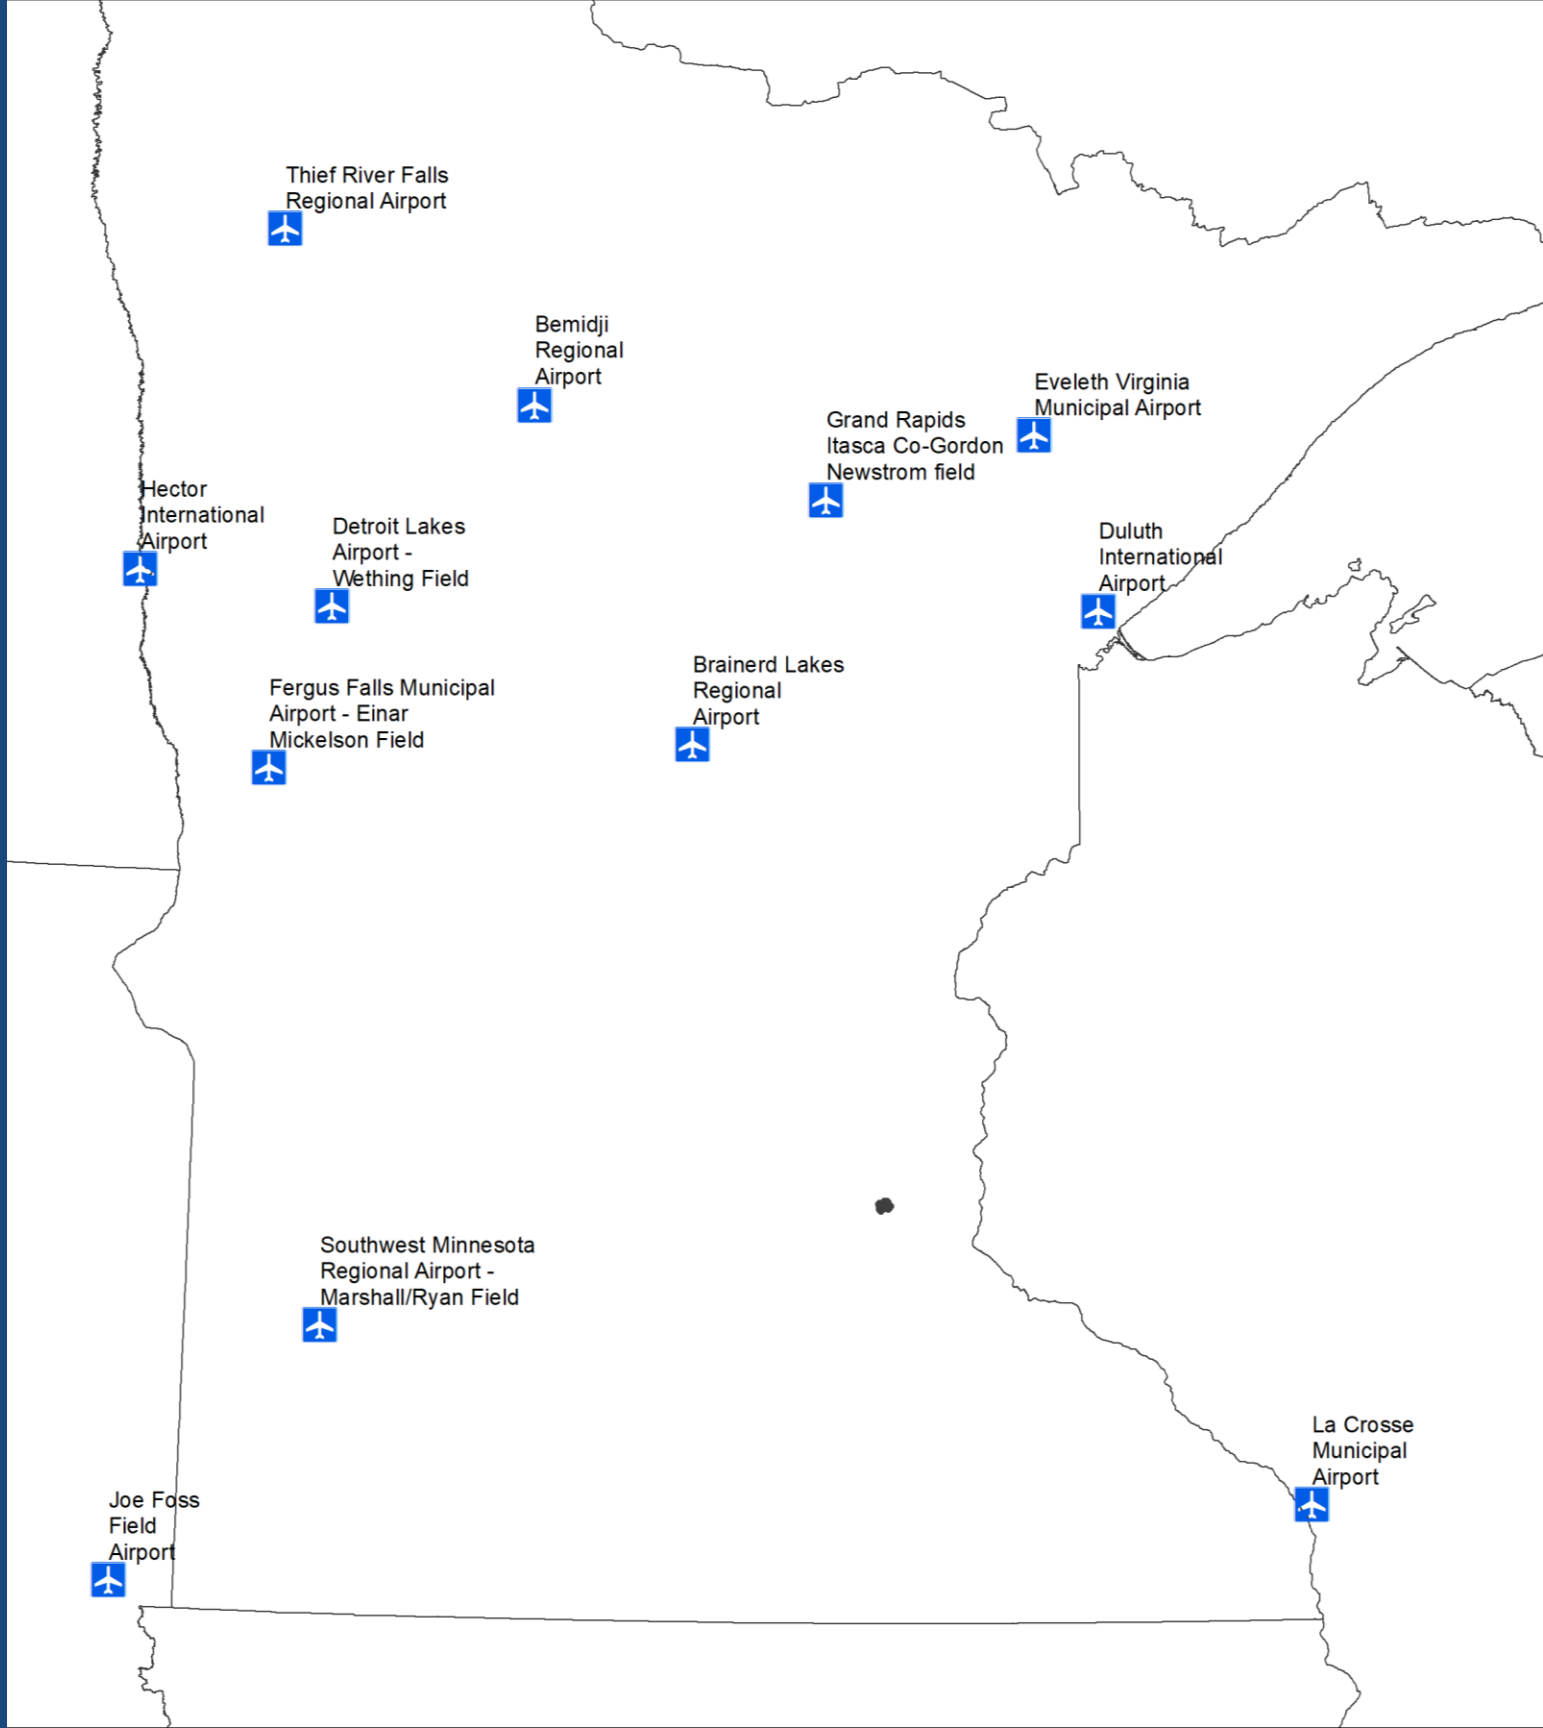 Thief River Falls
Regional Airport
Bemidji
Regional
Airport
Eveleth Virginia
Municipal Airport
Grand Rapids
Itasca Co-Gordon
Newstrom field
Hector
International
Airport
Detroit Lakes
Airport -
Wething Field
Duluth
International
Airport
Brainerd Lakes
Regional
Airport
Fergus Falls Municipal
Airport - Einar
Mickelson Field
Southwest Minnesota
Regional Airport -
Marshall/Ryan Field
La Crosse
Municipal
Airport
Joe Foss
Field
Airport